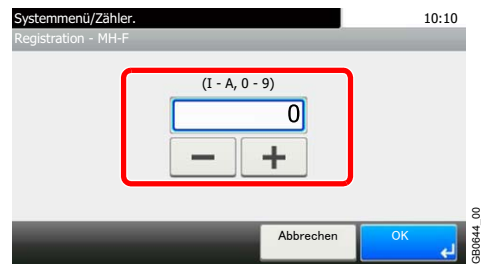 Systemmenü/Zähler. 10:10
Registration - MH-F
(I - A, 0 - 9)
0
− +
Abbrechen OK
GB0644_00